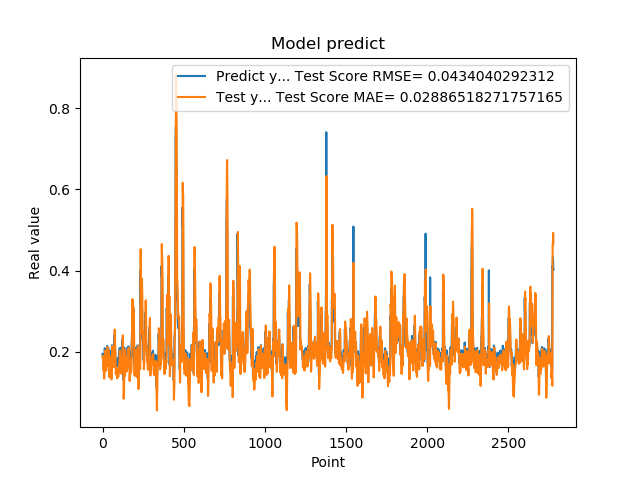 Model predict
Predict y... Test Score RMSE= 0.0434040292312
Test y... Test Score MAE= 0.02886518271757165
Real value
0.8
0.6
0.4
0.2
0 500 1000 1500 2000 2500
Point